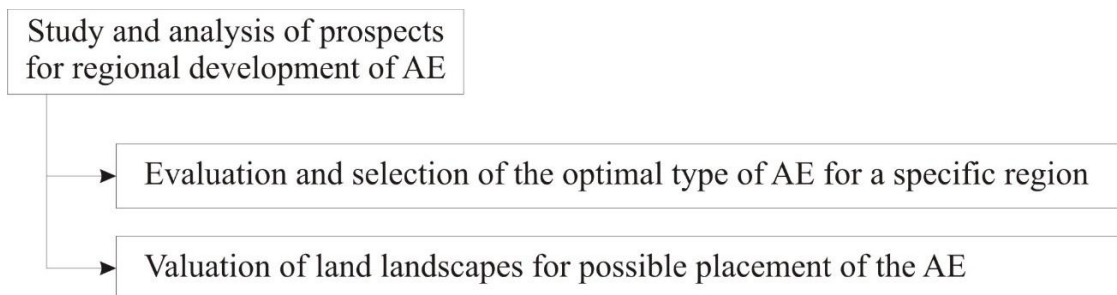 Study and analysis of prospects
for regional development of AE
Evaluation and selection of the optimal type of AE for a specific region
Valuation of land landscapes for possible placement of the AE